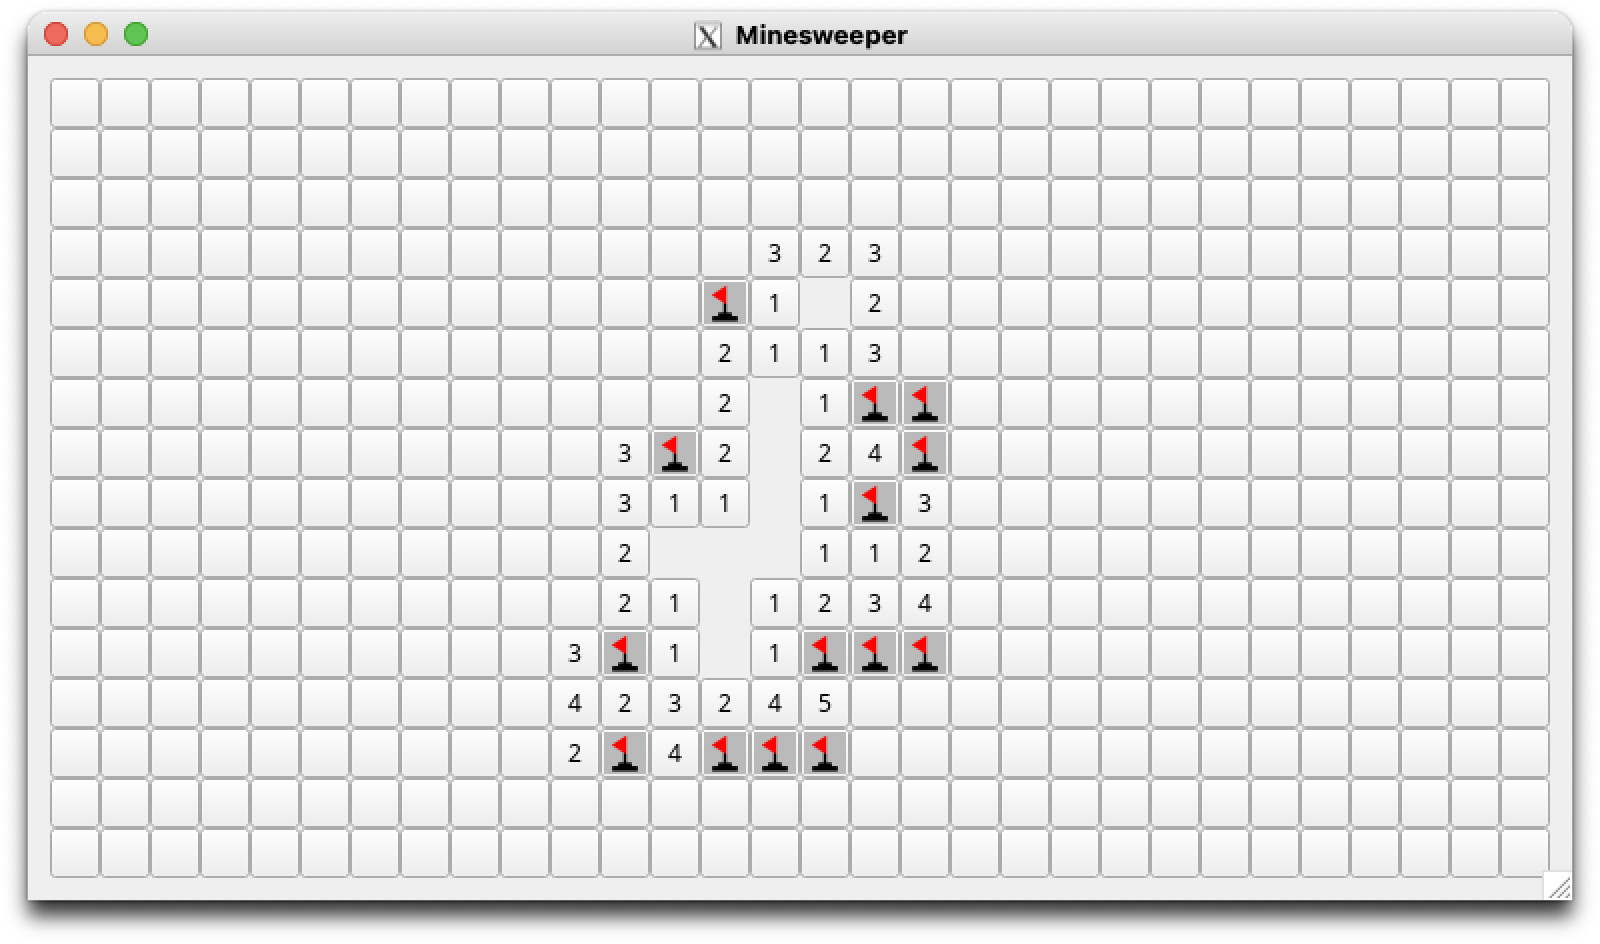 Minesweeper
3 2 3
1 2
2 1 1 3
2 1
3 2 2 4
3 1 1 1 3
2 1 1 2
2 1 1 2 3 4
3 1 1
4 2 3 2 4 5
2 4